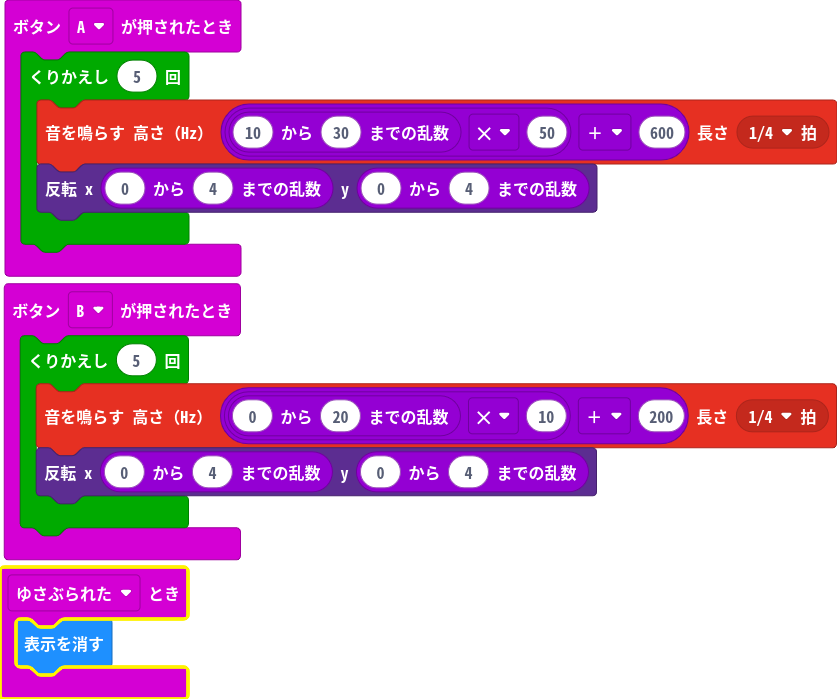 ボタン A が押されたとき
くりかえし 5 回
音を鳴らす 高さ（Hz） 10 から 30 までの乱数 × 50 + 600 長さ 1/4 拍
反転 x 0 から 4 までの乱数 y 0 から 4 までの乱数
ボタン B が押されたとき
くりかえし 5 回
音を鳴らす 高さ（Hz） 0 から 20 までの乱数 × 10 + 200 長さ 1/4 拍
反転 x 0 から 4 までの乱数 y 0 から 4 までの乱数
ゆさぶられた とき
表示を消す